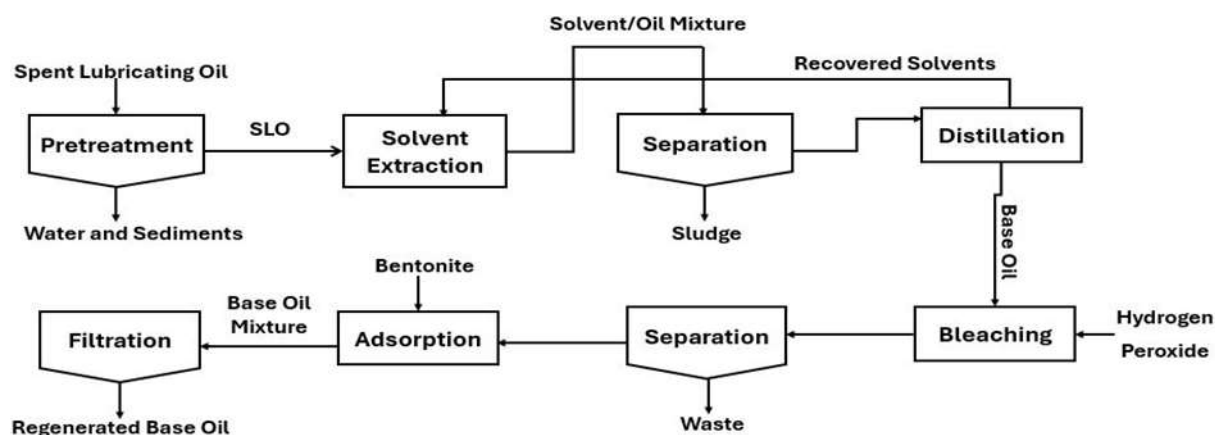 Solvent/Oil Mixture
Spent Lubricating Oil
Recovered Solvents
Pretreatment
SLO
Solvent
Extraction
Separation
Distillation
Water and Sediments
Sludge
Base Oil
Bentonite
Base Oil
Mixture
Filtration
Adsorption
Separation
Bleaching
Hydrogen
Peroxide
Regenerated Base Oil
Waste